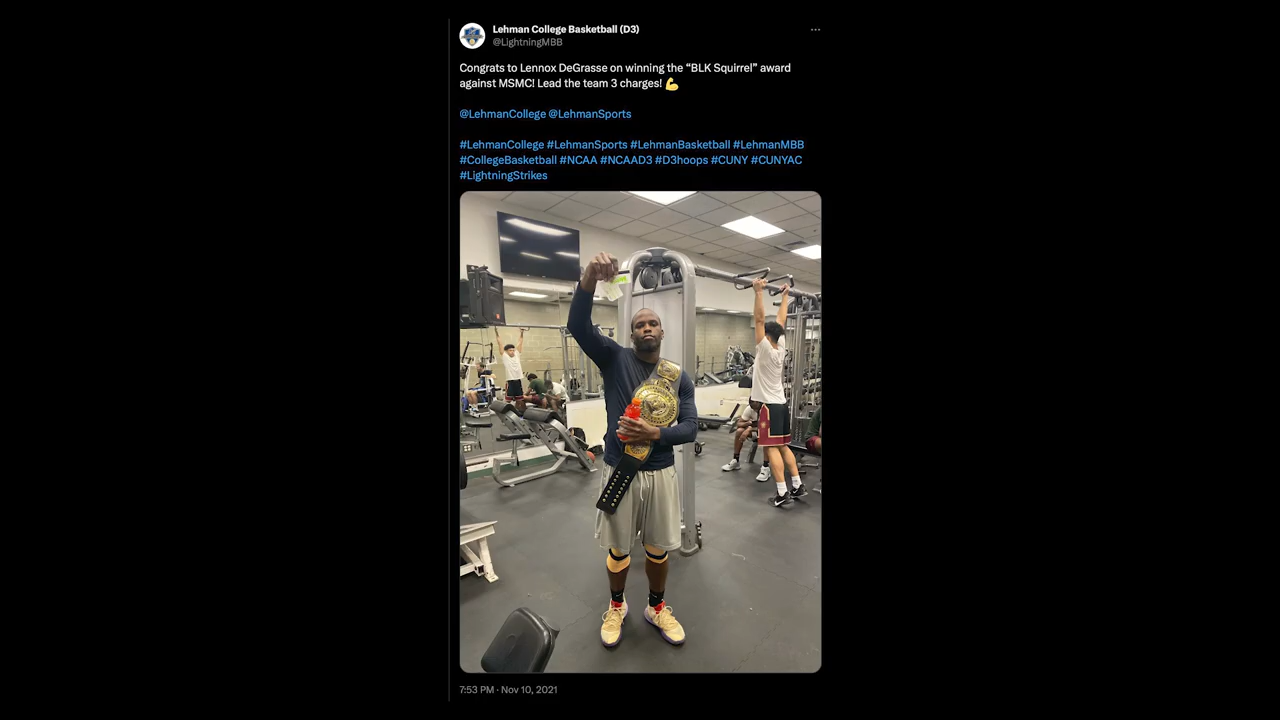 Lehman College Basketball (D3)
@LightningMBB
Congrats to Lennox DeGrasse on winning the “BLK Squirrel” award
against MSMC! Lead the team 3 charges! 💪
@LehmanCollege @LehmanSports
#LehmanCollege #LehmanSports #LehmanBasketball #LehmanMBB
#CollegeBasketball #NCAA #NCAAD3 #D3hoops #CUNY #CUNYAC
#LightningStrikes
7:53 PM · Nov 10, 2021